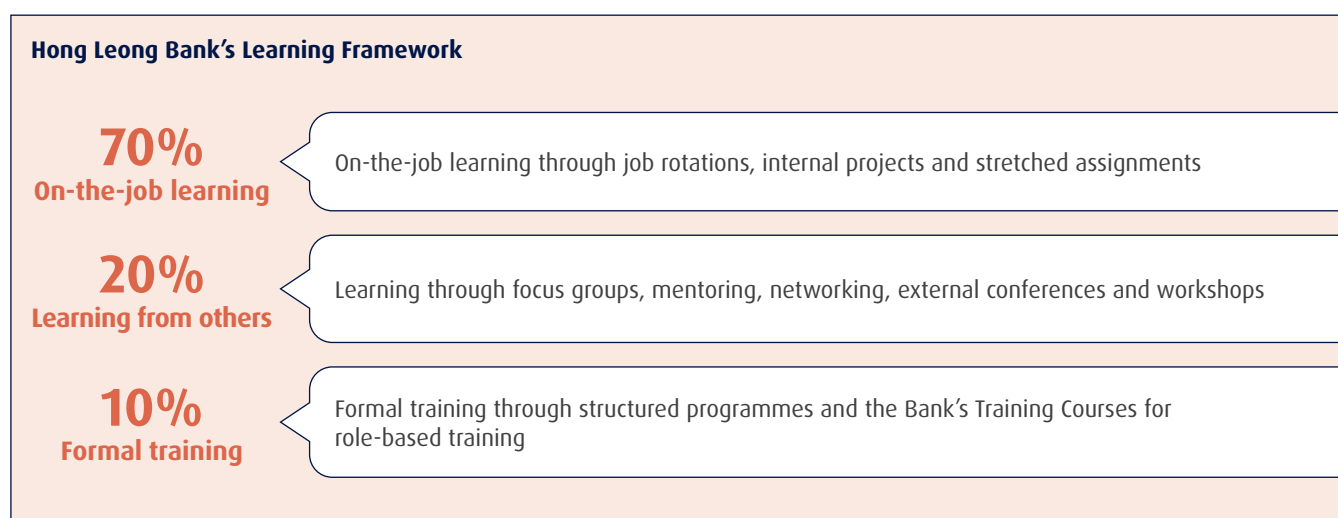 Hong Leong Bank's Learning Framework
70%
On-the-job learning
On-the-job learning through job rotations, internal projects and stretched assignments
20%
Learning from others
Learning through focus groups, mentoring, networking, external conferences and workshops
10%
Formal training
Formal training through structured programmes and the Bank's Training Courses for
role-based training